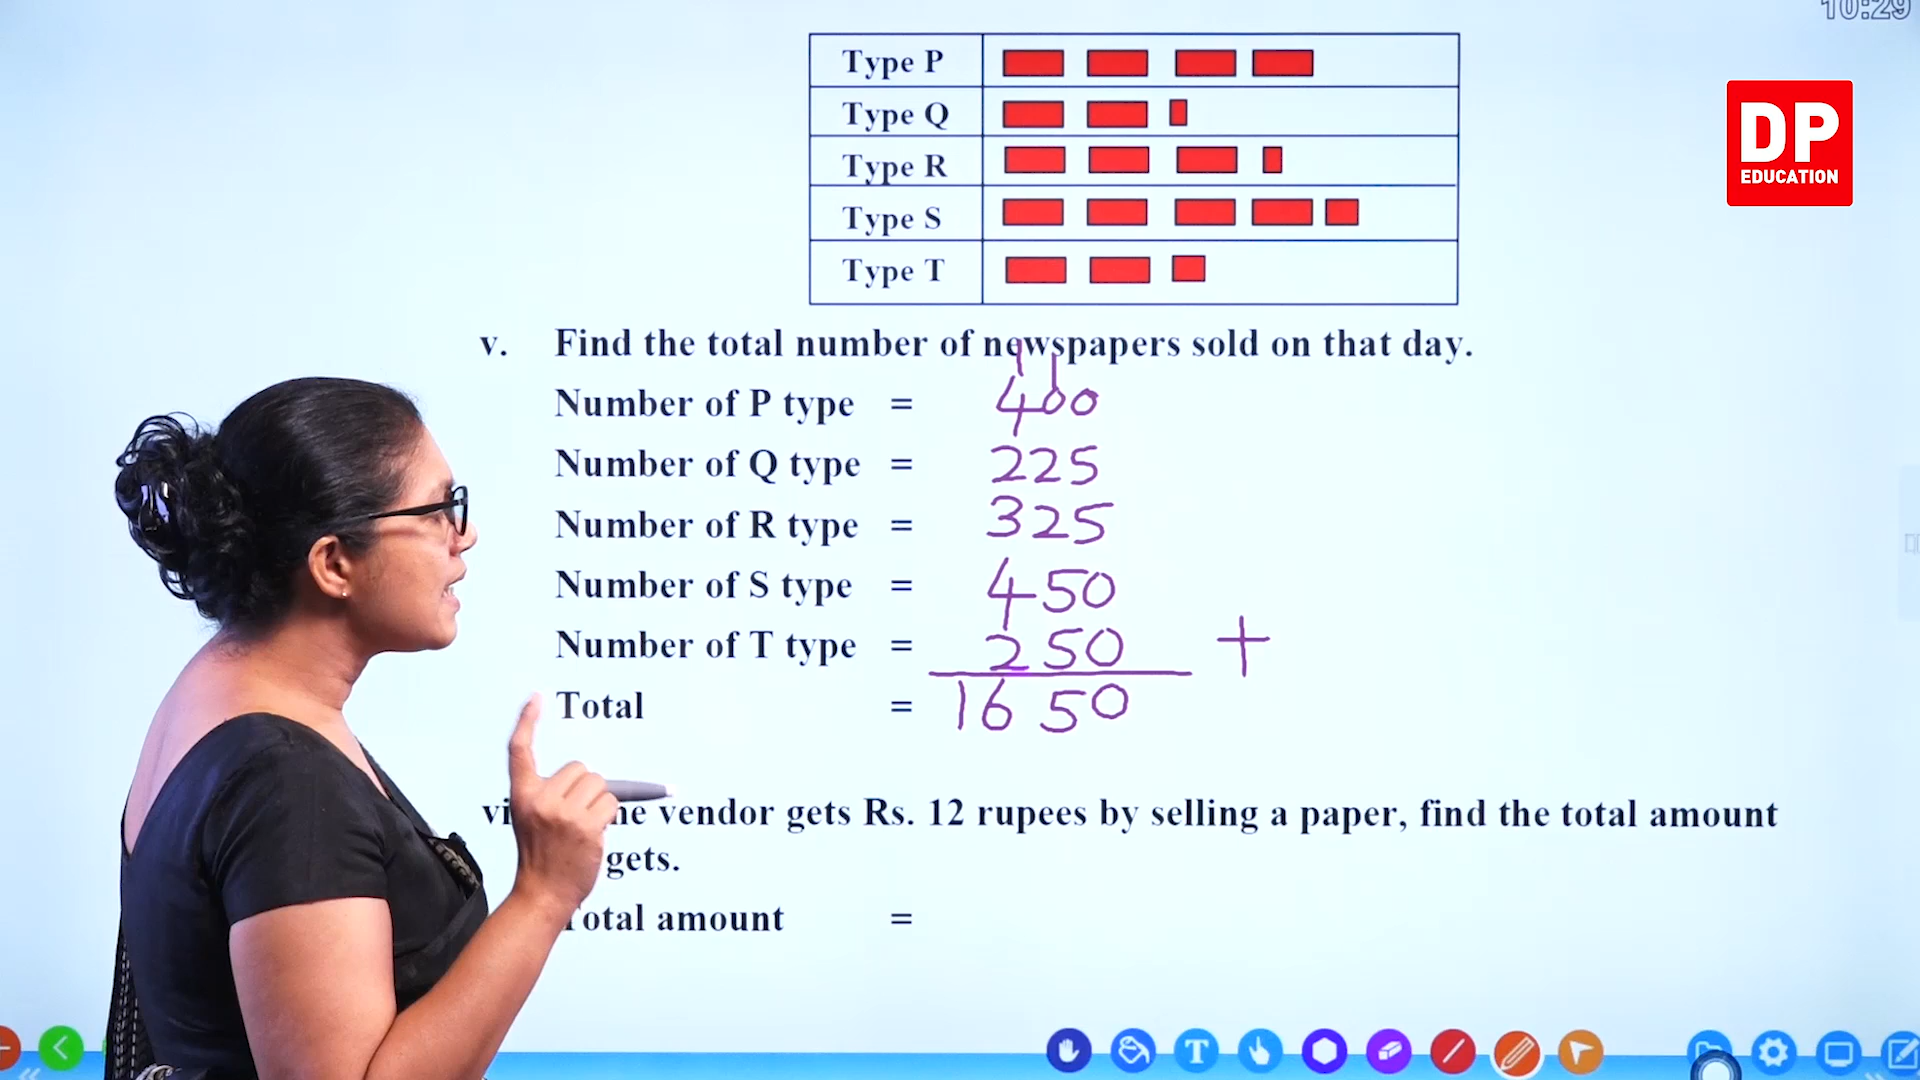 10:29
Type P
Type Q
Type R
Type S
Type T
DP
EDUCATION
v. Find the total number of newspapers sold on that day.
Number of P type = 400
Number of Q type = 225
Number of R type = 325
Number of S type = 450
Number of T type = 250 +
Total = 1650
vendor gets Rs. 12 rupees by selling a paper, find the total amount
gets.
Total amount =